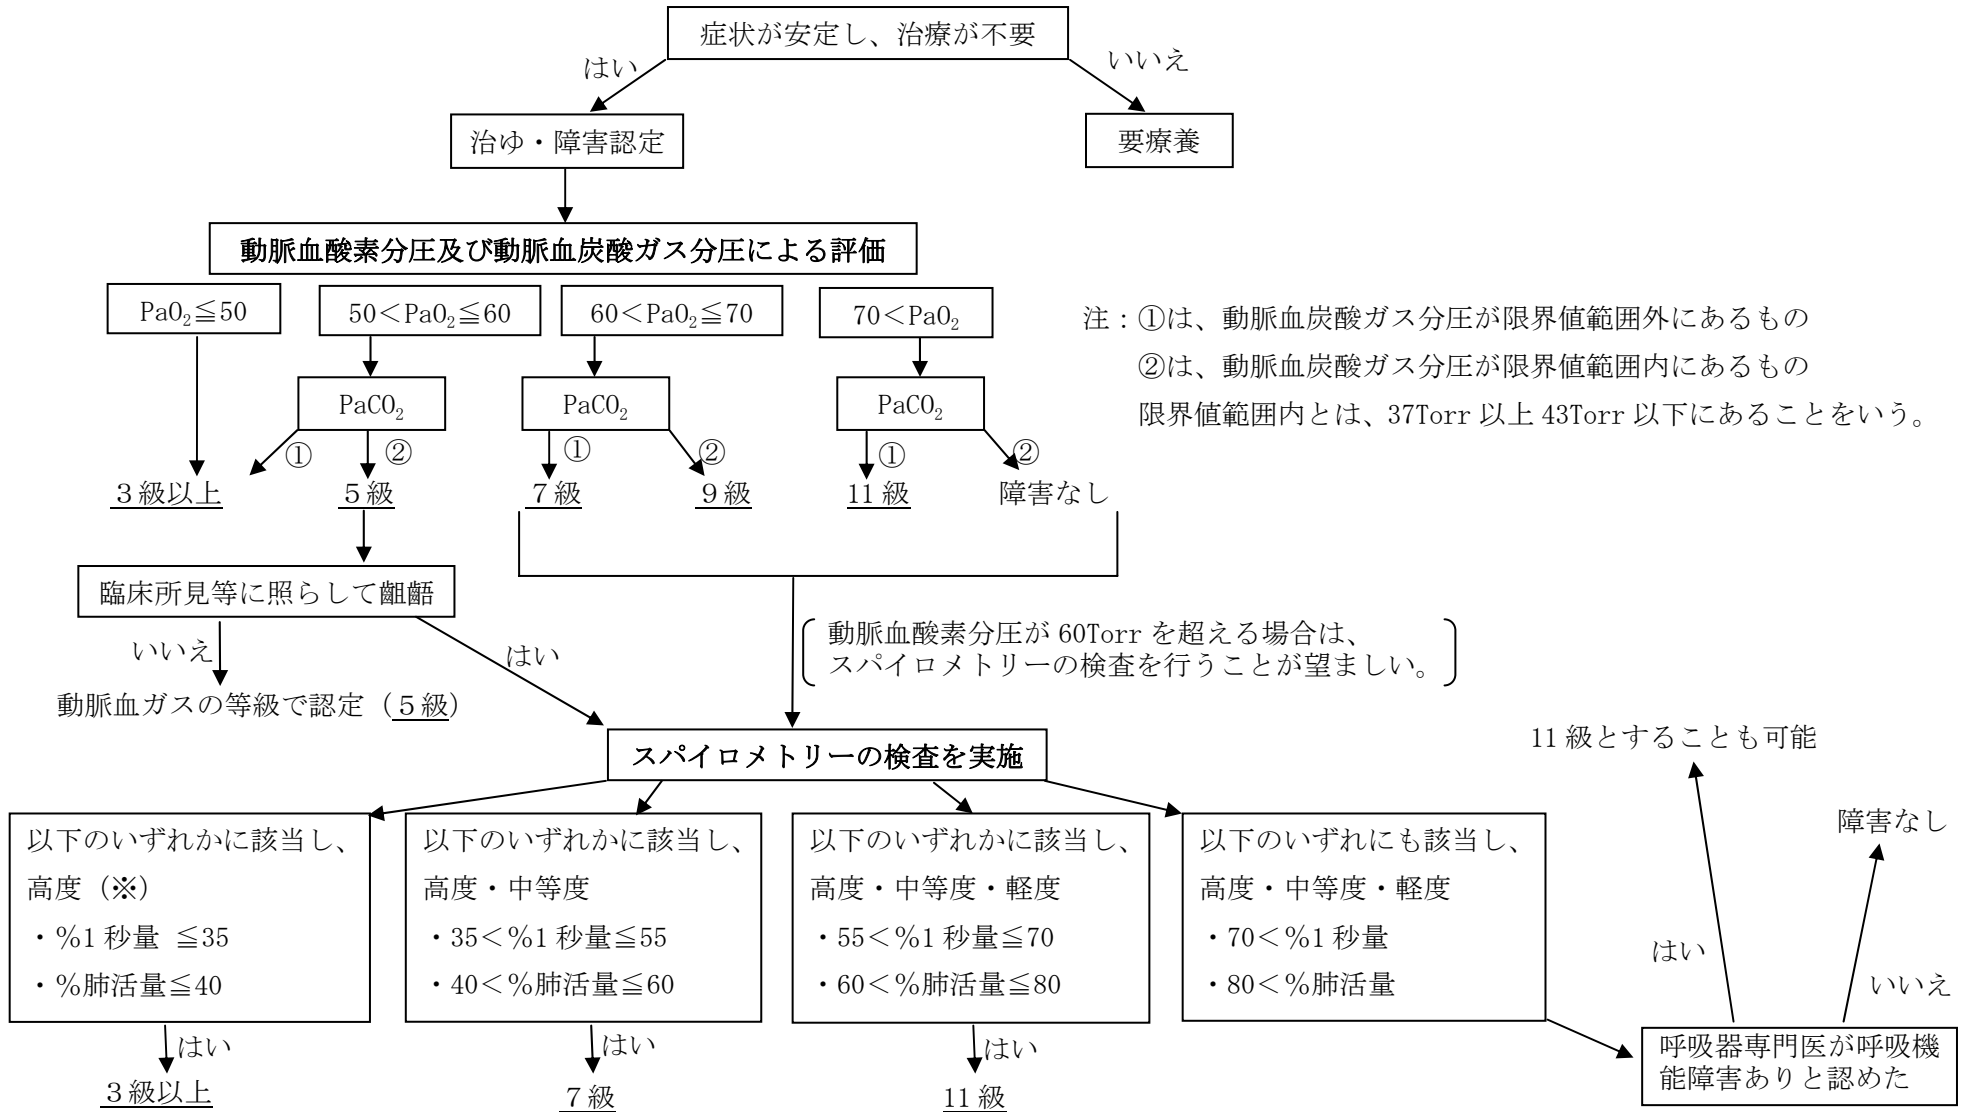 症状が安定し、治療が不要
はい
いいえ
治ゆ・障害認定
要療養
動脈血酸素分圧及び動脈血炭酸ガス分圧による評価
PaO₂≦50
50＜PaO₂≦60
60＜PaO₂≦70
70＜PaO₂
注：①は、動脈血炭酸ガス分圧が限界値範囲外にあるもの
②は、動脈血炭酸ガス分圧が限界値範囲内にあるもの
限界値範囲内とは、37Torr 以上 43Torr 以下にあることをいう。
PaCO₂
PaCO₂
PaCO₂
①
②
①
②
①
②
３級以上
５級
７級
９級
11 級
障害なし
臨床所見等に照らして齟齬
いいえ
はい
動脈血酸素分圧が 60Torr を超える場合は、
スパイロメトリーの検査を行うことが望ましい。
動脈血ガスの等級で認定（５級）
スパイロメトリーの検査を実施
11 級とすることも可能
障害なし
以下のいずれかに該当し、
高度（※）
・％1 秒量 ≦35
・％肺活量≦40
以下のいずれかに該当し、
高度・中等度
・35＜％1 秒量≦55
・40＜％肺活量≦60
以下のいずれかに該当し、
高度・中等度・軽度
・55＜％1 秒量≦70
・60＜％肺活量≦80
以下のいずれにも該当し、
高度・中等度・軽度
・70＜％1 秒量
・80＜％肺活量
はい
いいえ
呼吸器専門医が呼吸機
能障害ありと認めた
はい
はい
はい
３級以上
７級
11 級